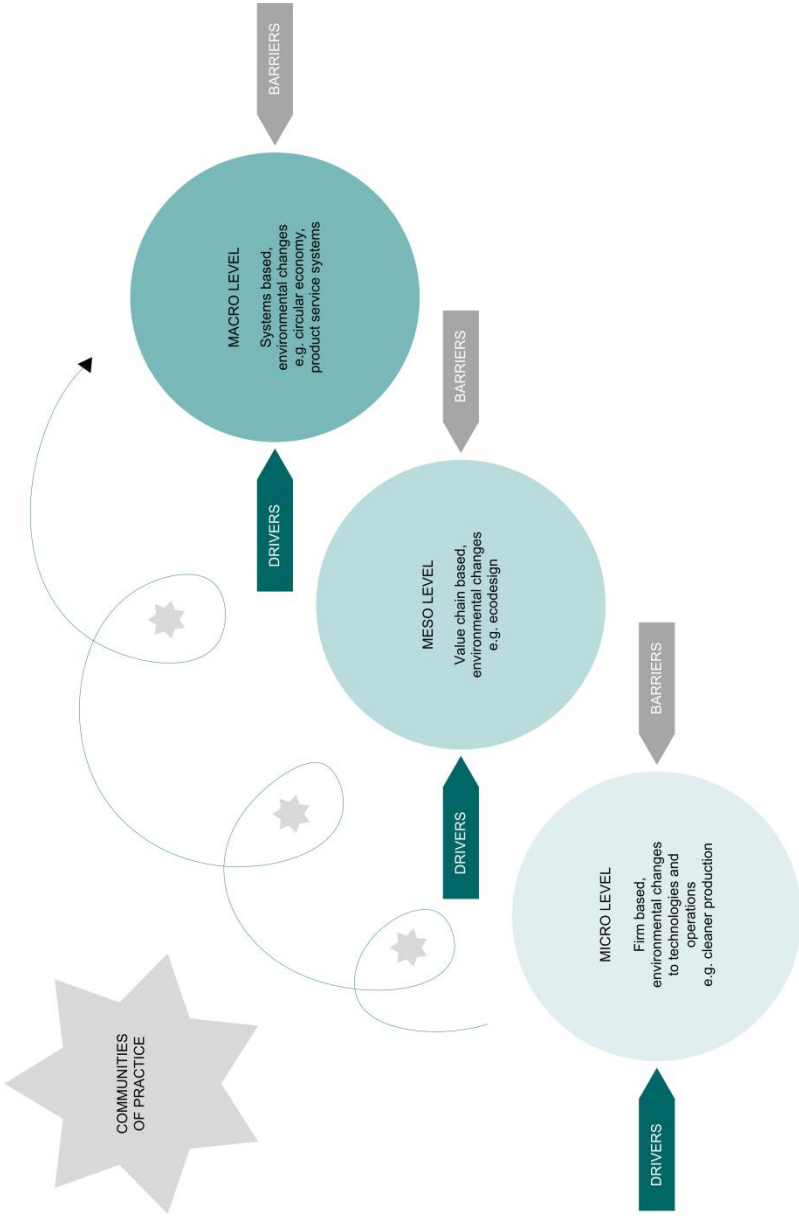 COMMUNITIES
OF PRACTICE
DRIVERS
MACRO LEVEL
Systems based,
environmental changes
e.g. circular economy,
product service systems
BARRIERS
DRIVERS
MESO LEVEL
Value chain based,
environmental changes
e.g. ecodesign
BARRIERS
DRIVERS
MICRO LEVEL
Firm based,
environmental changes
to technologies and
operations
e.g. cleaner production
BARRIERS